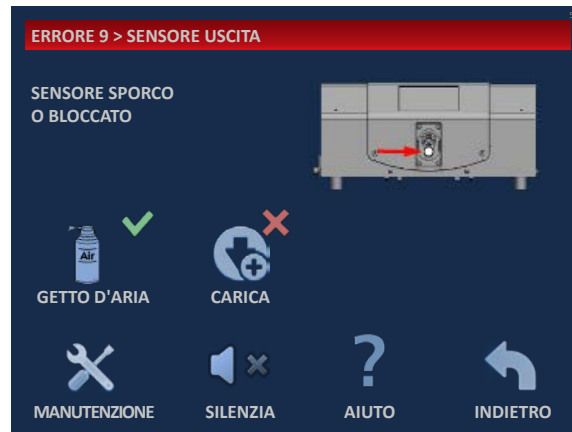 ERRORE 9 > SENSORE USCITA
SENSORE SPORCO
O BLOCCATO
Air
GETTO D'ARIA
CARICA
?
MANUTENZIONE
SILENZIA
AIUTO
INDIETRO